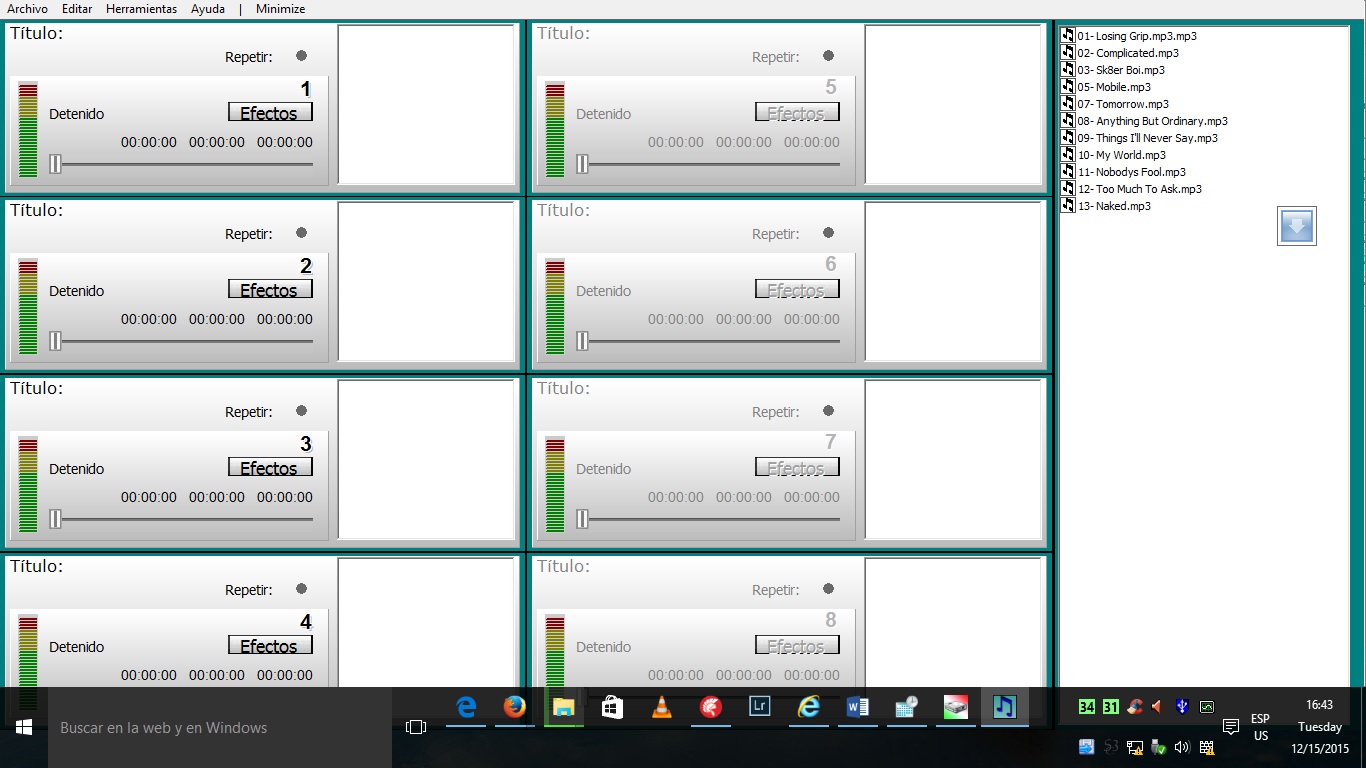 Archivo Editar Herramientas Ayuda | Minimize
Título:
Repetir:
1
Detenido
Efectos
00:00:00 00:00:00 00:00:00
Título:
Repetir:
2
Detenido
Efectos
00:00:00 00:00:00 00:00:00
Título:
Repetir:
3
Detenido
Efectos
00:00:00 00:00:00 00:00:00
Título:
Repetir:
4
Detenido
Efectos
00:00:00 00:00:00 00:00:00
Título:
Repetir:
5
Detenido
Efectos
00:00:00 00:00:00 00:00:00
Título:
Repetir:
6
Detenido
Efectos
00:00:00 00:00:00 00:00:00
Título:
Repetir:
7
Detenido
Efectos
00:00:00 00:00:00 00:00:00
Título:
Repetir:
8
Detenido
Efectos
00:00:00 00:00:00 00:00:00
01- Losing Grip.mp3.mp3
02- Complicated.mp3
03- Sk8er Boi.mp3
05- Mobile.mp3
07- Tomorrow.mp3
08- Anything But Ordinary.mp3
09- Things I'll Never Say.mp3
10- My World.mp3
11- Nobodys Fool.mp3
12- Too Much To Ask.mp3
13- Naked.mp3
Buscar en la web y en Windows
Lr
34 31
ESP
US
16:43
Tuesday
12/15/2015